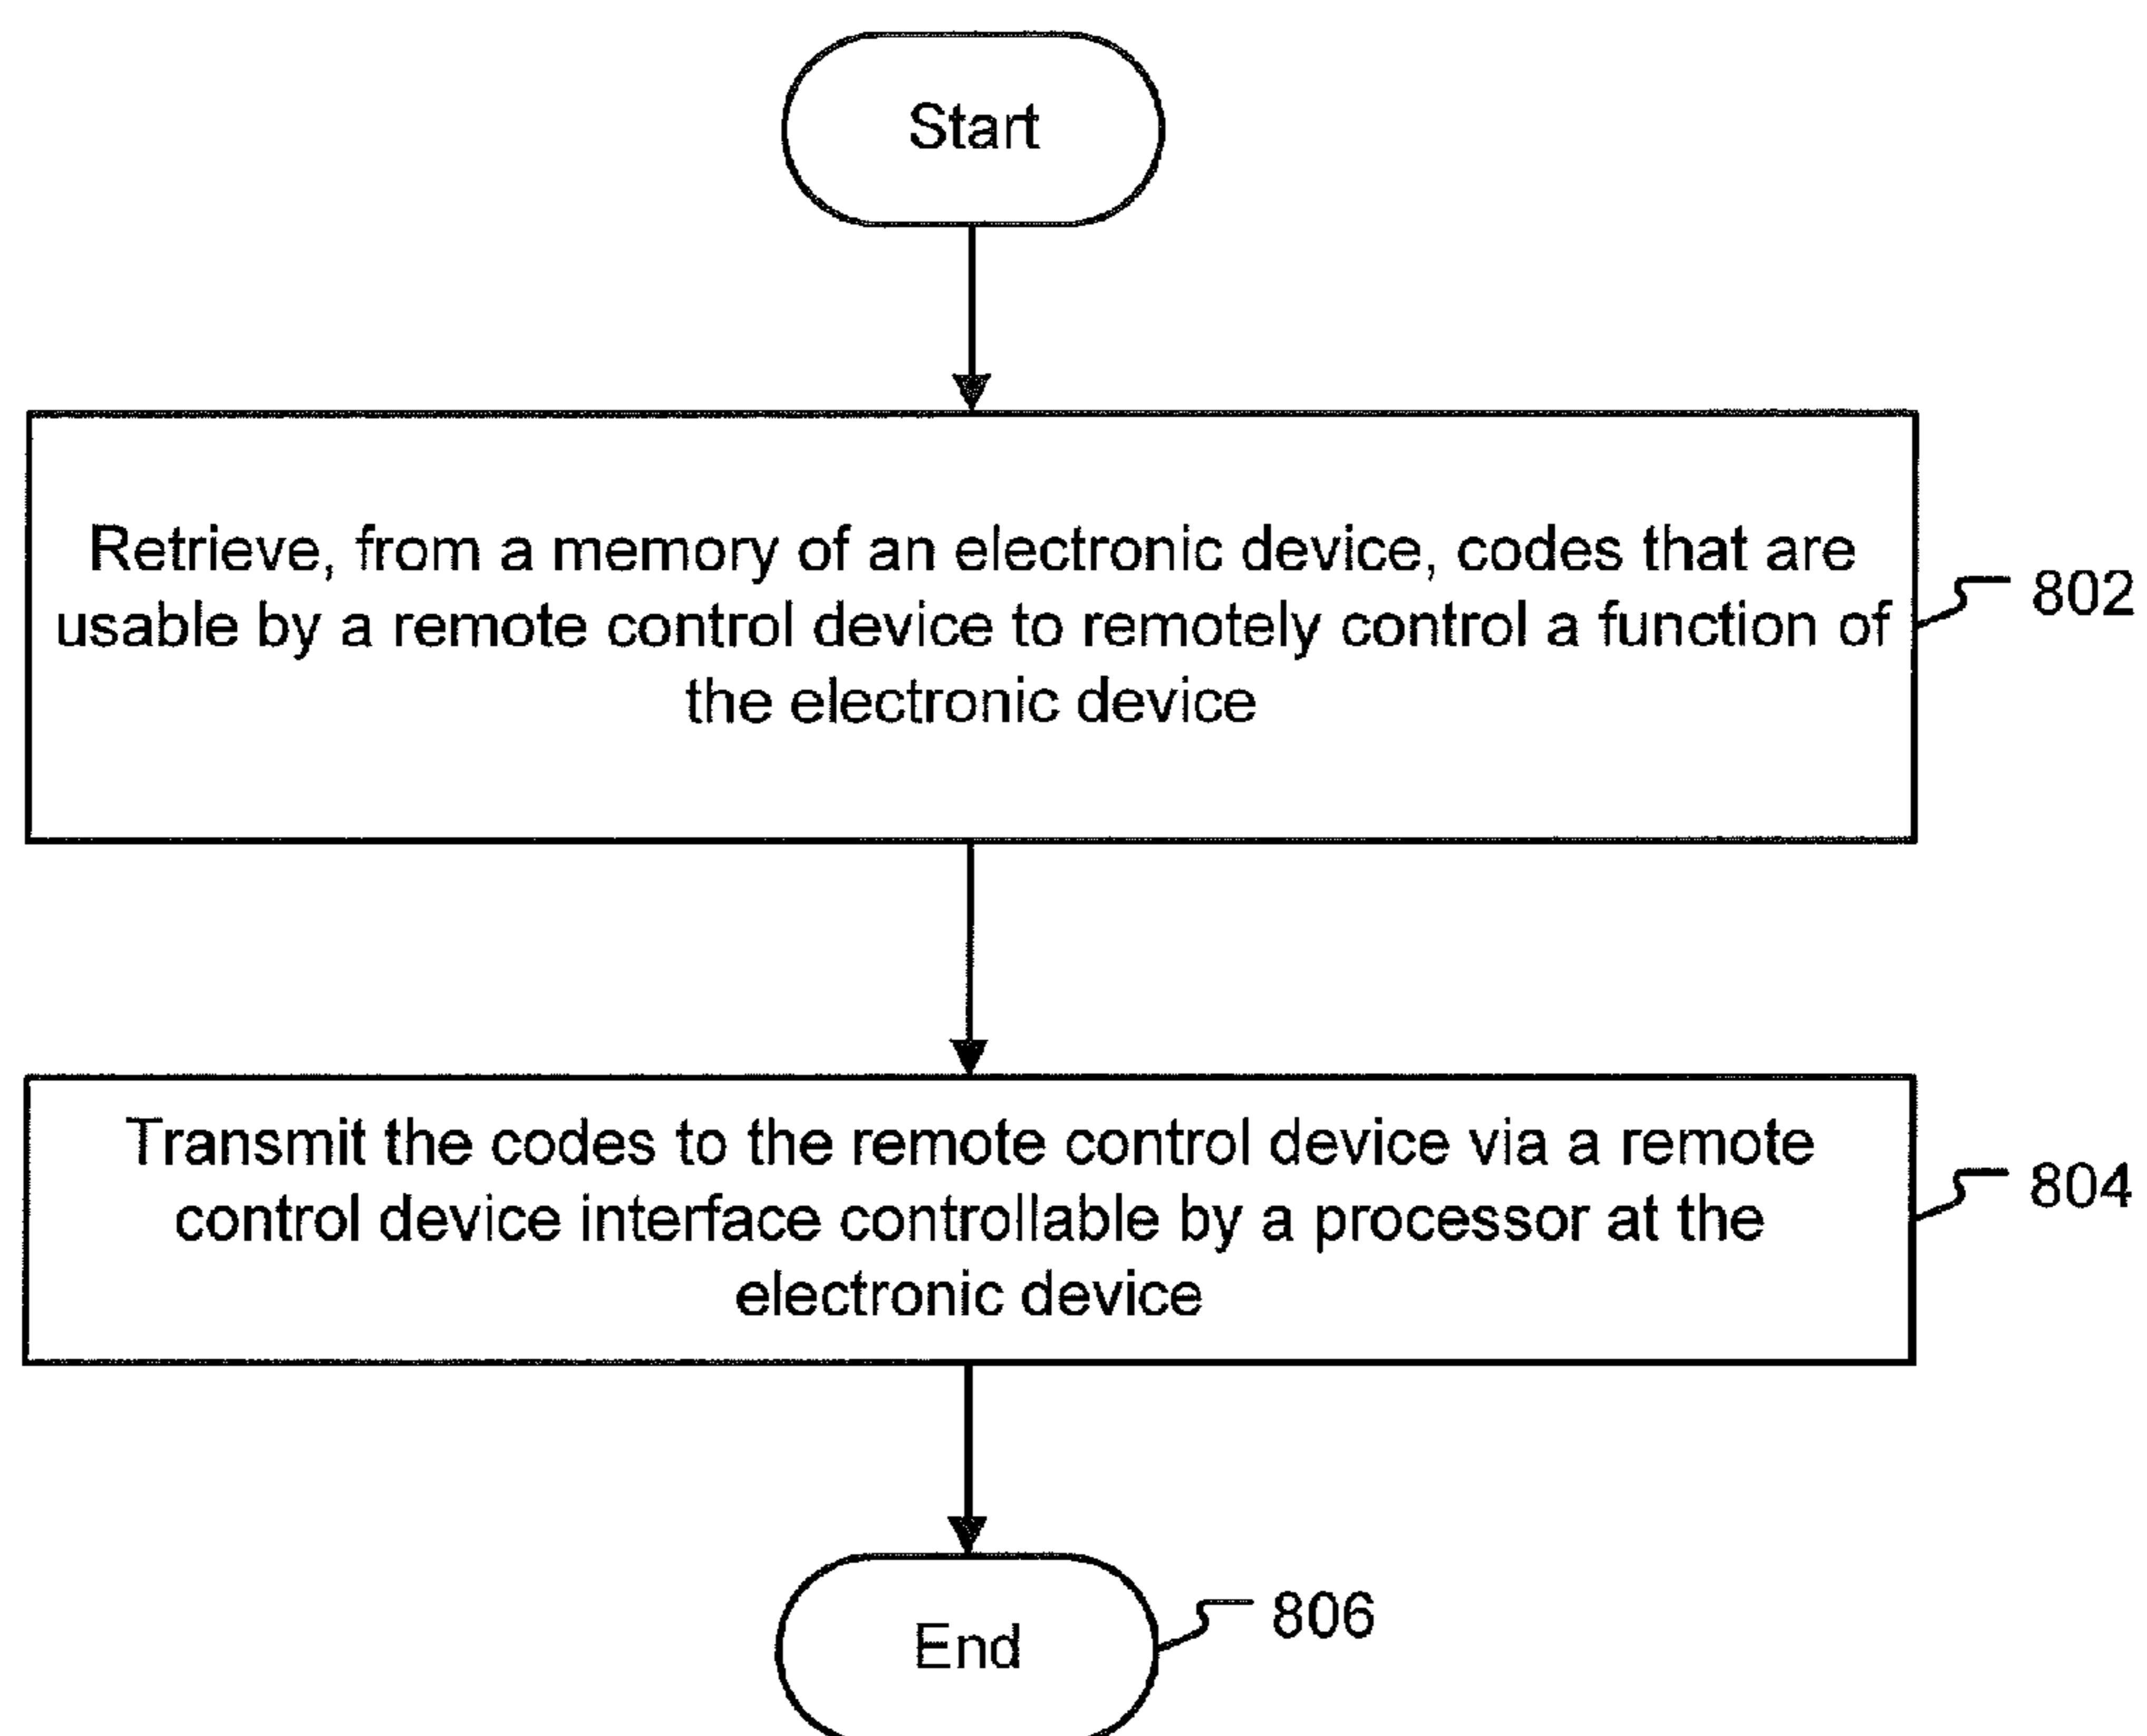 Start
Retrieve, from a memory of an electronic device, codes that are
usable by a remote control device to remotely control a function of
the electronic device
802
Transmit the codes to the remote control device via a remote
control device interface controllable by a processor at the
electronic device
804
End
806